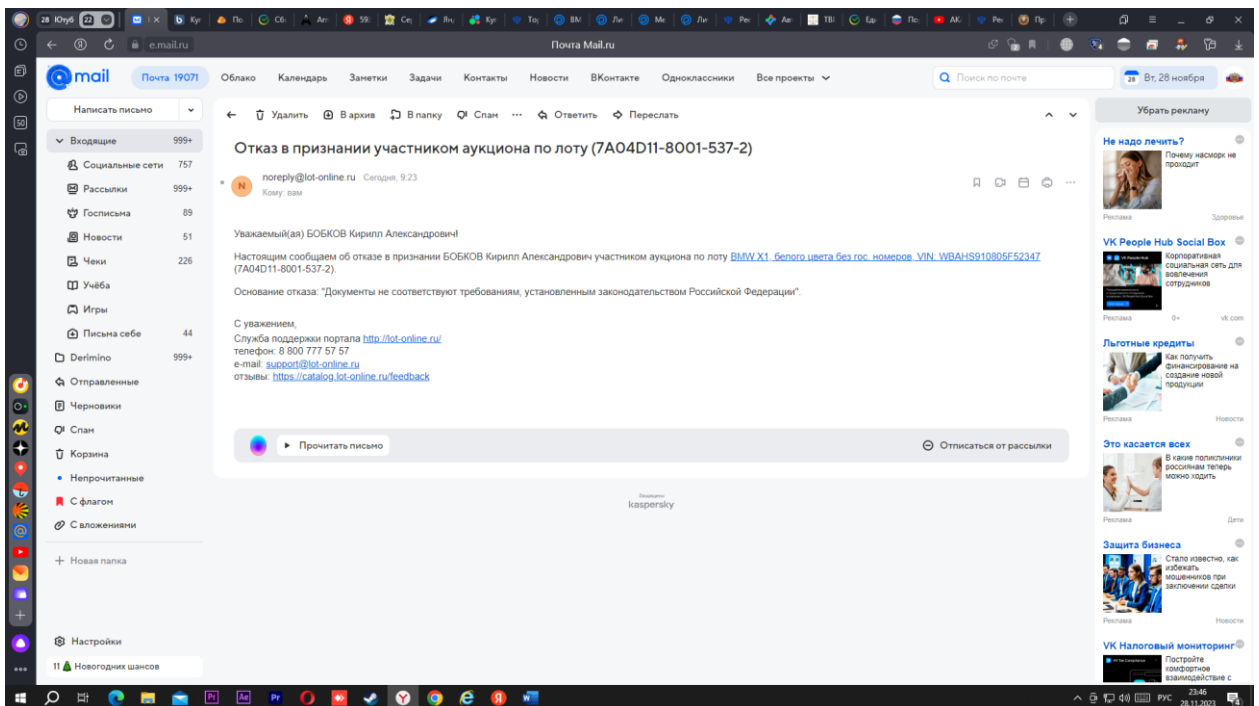 28 Ютуб 22
e.mail.ru
Почта Mail.ru
mail
Почта 19071
Облако Календарь Заметки Задачи Контакты Новости ВКонтакте Одноклассники Все проекты
Поиск по почте
28 Вт, 28 ноября
Написать письмо
Удалить В архив В папку Спам ... Ответить Переслать
Входящие 999+
Социальные сети 757
Рассылки 999+
Госписьма 89
Новости 51
Чеки 226
Учёба
Игры
Письма себе 44
Derimino 999+
Отправленные
Черновики
Спам
Корзина
Непрочитанные
С флагом
С вложениями
Новая папка
Настройки
11 Новогодних шансов
Отказ в признании участником аукциона по лоту (7A04D11-8001-537-2)
N
noreply@lot-online.ru Сегодня, 9:23
Кому: вам
Уважаемый(ая) БОБКОВ Кирилл Александрович!
Настоящим сообщаем об отказе в признании БОБКОВ Кирилл Александрович участником аукциона по лоту BMW X1, белого цвета без гос. номеров, VIN: WBAHS910805F52347
(7A04D11-8001-537-2).
Основание отказа: "Документы не соответствуют требованиям, установленным законодательством Российской Федерации".
С уважением,
Служба поддержки портала http://lot-online.ru/
телефон: 8 800 777 57 57
e-mail: support@lot-online.ru
отзывы: https://catalog.lot-online.ru/feedback
Прочитать письмо
Отписаться от рассылки
kaspersky
Убрать рекламу
Не надо лечить?
Почему насморк не
проходит
Реклама Здоровье
VK People Hub Social Box
Корпоративная
социальная сеть для
вовлечения
сотрудников
Реклама 0+ vk.com
Льготные кредиты
Как получить
финансирование на
создание новой
продукции
Реклама Новости
Это касается всех
В какие поликлиники
россиянам теперь
можно ходить
Реклама Дети
Защита бизнеса
Стало известно, как
избежать
мошенников при
заключении сделки
Реклама Новости
VK Налоговый мониторинг
Постройте
комфортное
взаимодействие с
РУС
23:46
28.11.2023